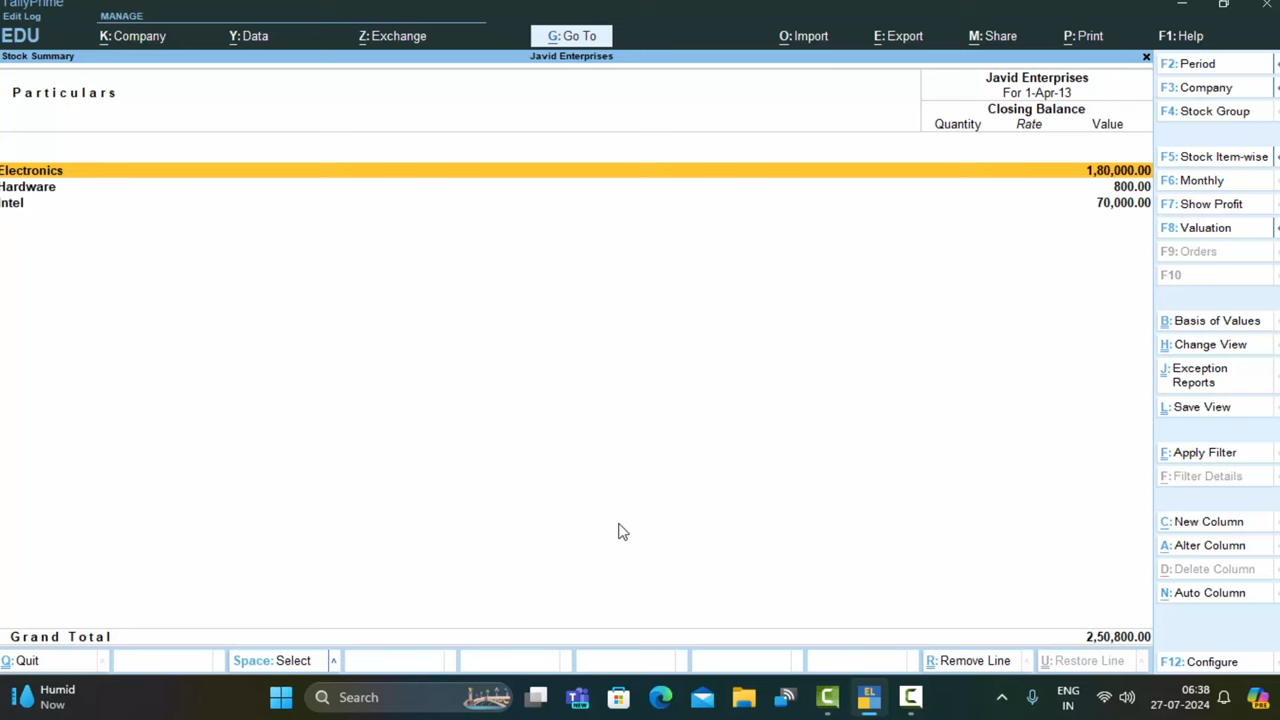 TallyPrime
Edit Log
EDU
MANAGE
K: Company
Y: Data
Z: Exchange
G: Go To
O: Import
E: Export
M: Share
P: Print
F1: Help
Stock Summary
Javid Enterprises
Particulars
Javid Enterprises
For 1-Apr-13
Closing Balance
Quantity Rate Value
Electronics 1,80,000.00
Hardware 800.00
Intel 70,000.00
Grand Total 2,50,800.00
F2: Period
F3: Company
F4: Stock Group
F5: Stock Item-wise
F6: Monthly
F7: Show Profit
F8: Valuation
F9: Orders
F10
B: Basis of Values
H: Change View
J: Exception
Reports
L: Save View
F: Apply Filter
F: Filter Details
C: New Column
A: Alter Column
D: Delete Column
N: Auto Column
F12: Configure
Q: Quit
Space: Select
R: Remove Line
U: Restore Line
Humid
Now
Search
NEW
EL
ENG
IN
06:38
27-07-2024
PRE